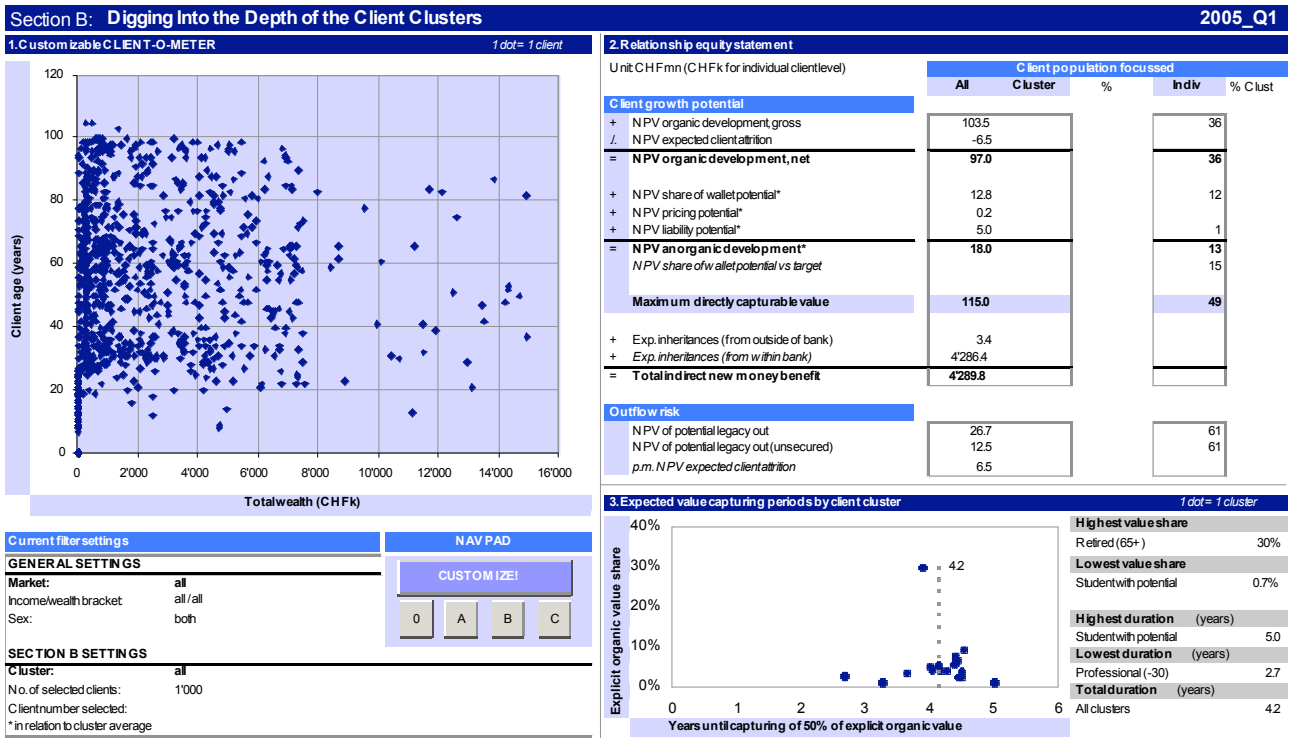 Section B: Digging Into the Depth of the Client Clusters 2005_Q1
1.Customizable CLIENT-O-METER 1 dot = 1 client
120
100
80
60
40
20
0
Client age (years)
0 2'000 4'000 6'000 8'000 10'000 12'000 14'000 16'000
Total wealth (CHFk)
Current filter settings
GENERAL SETTINGS
Market: all
Income/wealth bracket: all / all
Sex: both
SECTION B SETTINGS
Cluster: all
No. of selected clients: 1'000
Client number selected:
* in relation to cluster average
NAV PAD
CUSTOMIZE!
0 A B C
2.Relationship equity statement
Unit: CHFmn (CHFk for individual client level)
Client population focussed
All Cluster % Indiv % Clust
Client growth potential
+ NPV organic development, gross 103.5 36
./. NPV expected client attrition -6.5
= NPV organic development, net 97.0 36
+ NPV share of wallet potential* 12.8 12
+ NPV pricing potential* 0.2
+ NPV liability potential* 5.0 1
= NPV anorganic development* 18.0 13
NPV share of wallet potential vs target 15
Maximum directly capturable value 115.0 49
+ Exp. inheritances (from outside of bank) 3.4
+ Exp. inheritances (from within bank) 4'286.4
= Total indirect new money benefit 4'289.8
Outflow risk
NPV of potential legacy out 26.7 61
NPV of potential legacy out (unsecured) 12.5 61
p.m. NPV expected client attrition 6.5
3.Expected value capturing periods by client cluster 1 dot = 1 cluster
40%
30%
20%
10%
0%
Explicit organic value share
4.2
0 1 2 3 4 5 6
Years until capturing of 50% of explicit organic value
Highest value share
Retired (65+) 30%
Lowest value share
Student with potential 0.7%
Highest duration (years)
Student with potential 5.0
Lowest duration (years)
Professional (-30) 2.7
Total duration (years)
All clusters 4.2